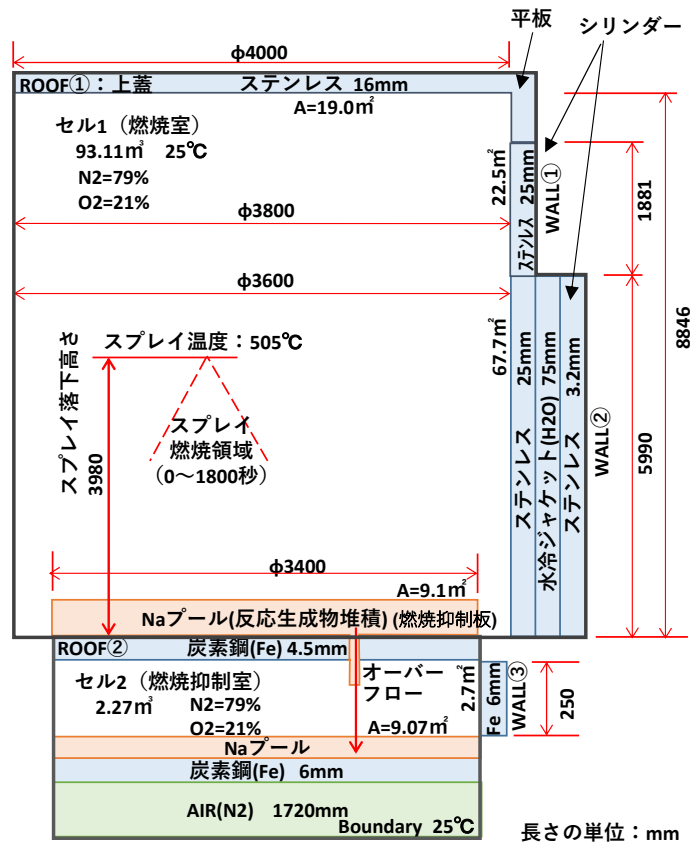 平板
シリンダー
φ4000
ROOF①：上蓋
ステンレス 16mm
A=19.0㎡
セル1（燃焼室）
93.11㎥ 25℃
N2=79%
O2=21%
22.5㎡
ステンレス 25mm
WALL①
1881
φ3800
φ3600
8846
スプレイ温度：505℃
スプレイ落下高さ
3980
スプレイ
燃焼領域
（0～1800秒）
67.7㎡
ステンレス 25mm
水冷ジャケット(H2O) 75mm
ステンレス 3.2mm
WALL②
5990
φ3400
A=9.1㎡
Naプール(反応生成物堆積) (燃焼抑制板)
ROOF②
炭素鋼(Fe) 4.5mm
セル2（燃焼抑制室）
2.27㎥
N2=79%
O2=21%
オーバー
フロー
A=9.07㎡
2.7㎡
Fe 6mm
WALL③
250
Naプール
炭素鋼(Fe) 6mm
AIR(N2) 1720mm
Boundary 25℃
長さの単位：mm